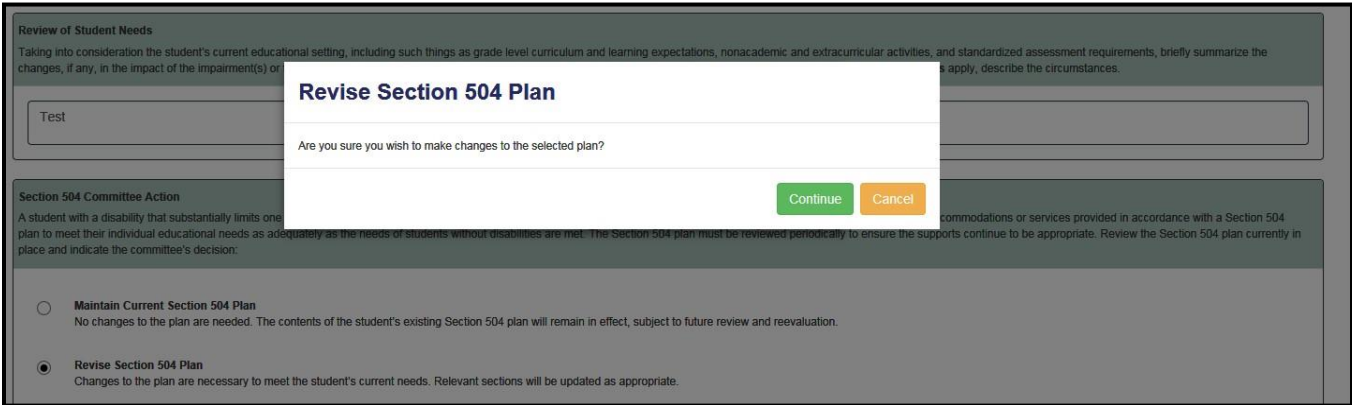 Review of Student Needs
Taking into consideration the student's current educational setting, including such things as grade level curriculum and learning expectations, nonacademic and extracurricular activities, and standardized assessment requirements, briefly summarize the
changes, if any, in the impact of the impairment(s) or
s apply, describe the circumstances.
Test
Revise Section 504 Plan
Are you sure you wish to make changes to the selected plan?
Continue Cancel
Section 504 Committee Action
A student with a disability that substantially limits one commodations or services provided in accordance with a Section 504
plan to meet their individual educational needs as adequately as the needs of students without disabilities are met. The Section 504 plan must be reviewed periodically to ensure the supports continue to be appropriate. Review the Section 504 plan currently in
place and indicate the committee's decision:
Maintain Current Section 504 Plan
No changes to the plan are needed. The contents of the student's existing Section 504 plan will remain in effect, subject to future review and reevaluation.
Revise Section 504 Plan
Changes to the plan are necessary to meet the student's current needs. Relevant sections will be updated as appropriate.